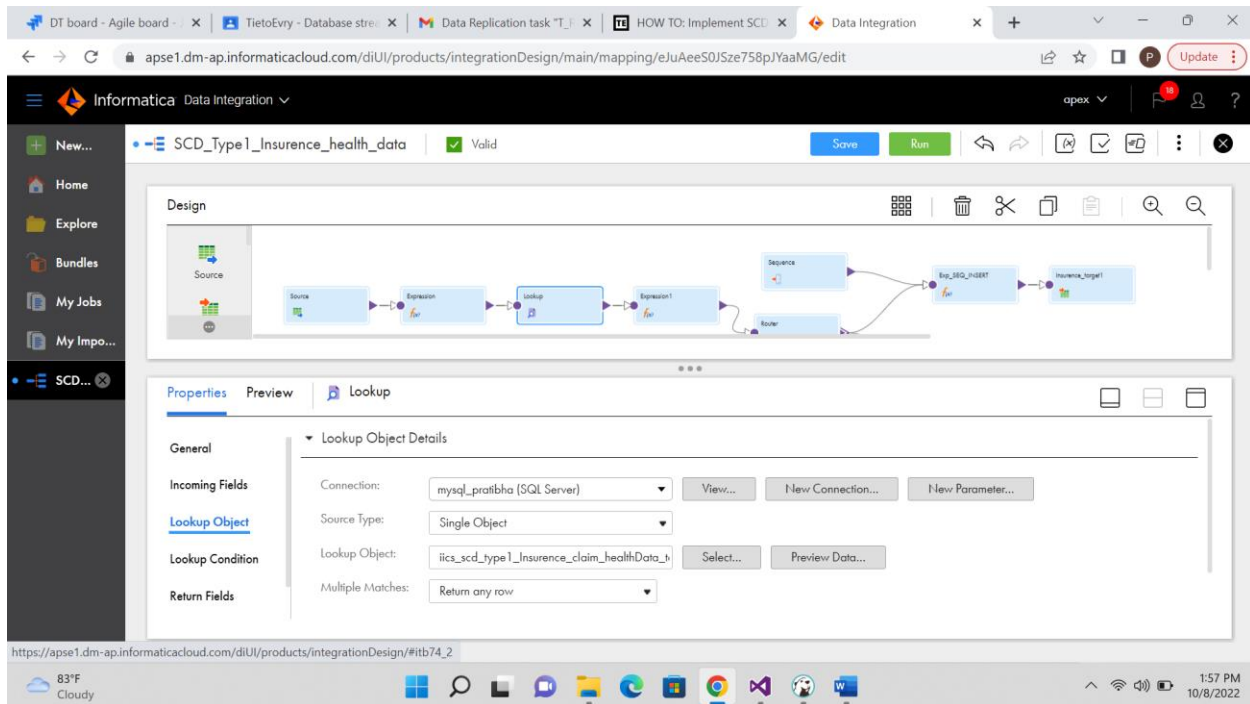 DT board - Agile board - J
TietoEvry - Database stre
Data Replication task "T_F
HOW TO: Implement SCD
Data Integration
apse1.dm-ap.informaticacloud.com/diUI/products/integrationDesign/main/mapping/eJuAeeS0JSze758pJYaaMG/edit
P
Update
Informatica Data Integration
apex
18
?
New...
SCD_Type1_Insurence_health_data
Valid
Save
Run
Home
Explore
Bundles
My Jobs
My Impo...
SCD...
Design
Source
Source
Expression
Lookup
Expression1
Sequence
Router
Exp_SEQ_INSERT
Insurence_target1
Properties Preview Lookup
General
Incoming Fields
Lookup Object
Lookup Condition
Return Fields
Lookup Object Details
Connection: mysql_pratibha (SQL Server) View... New Connection... New Parameter...
Source Type: Single Object
Lookup Object: iics_scd_type1_Insurence_claim_healthData_t Select... Preview Data...
Multiple Matches: Return any row
https://apse1.dm-ap.informaticacloud.com/diUI/products/integrationDesign/#itb74_2
83°F
Cloudy
1:57 PM
10/8/2022